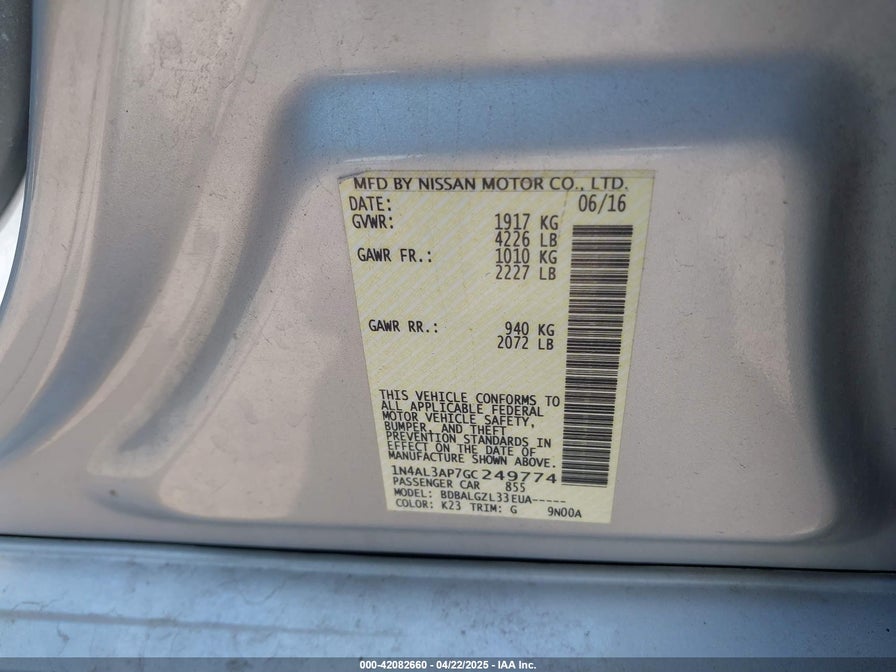 MFD BY NISSAN MOTOR CO., LTD.
DATE: 06/16
GVWR: 1917 KG
4226 LB
GAWR FR.: 1010 KG
2227 LB
GAWR RR.: 940 KG
2072 LB
THIS VEHICLE CONFORMS TO
ALL APPLICABLE FEDERAL
MOTOR VEHICLE SAFETY,
BUMPER, AND THEFT
PREVENTION STANDARDS IN
EFFECT ON THE DATE OF
MANUFACTURE SHOWN ABOVE.
1N4AL3AP7GC249774
PASSENGER CAR 855
MODEL: BDBALGZL33EUA-----
COLOR: K23 TRIM: G 9N00A
000-42082660 - 04/22/2025 - IAA Inc.